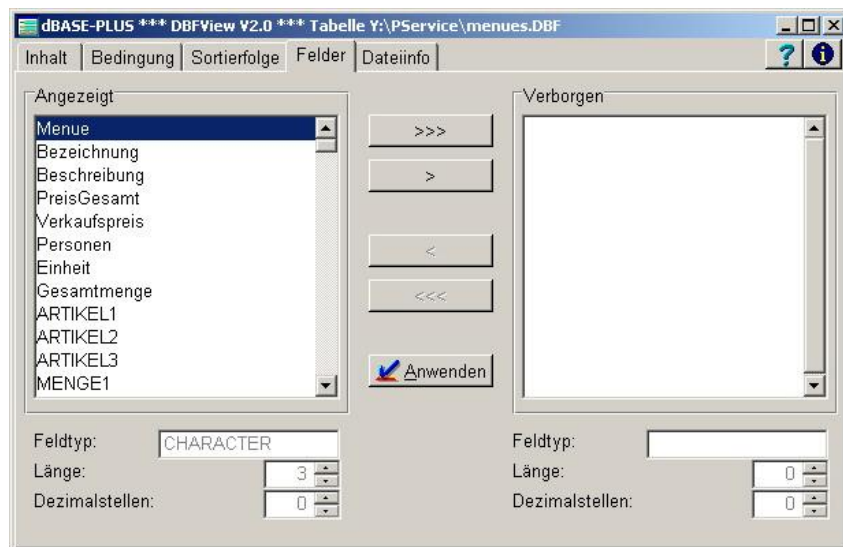 dBASE-PLUS *** DBFView V2.0 *** Tabelle Y:\PService\menues.DBF
Inhalt Bedingung Sortierfolge Felder Dateiinfo ? i
Angezeigt
Menue
Bezeichnung
Beschreibung
PreisGesamt
Verkaufspreis
Personen
Einheit
Gesamtmenge
ARTIKEL1
ARTIKEL2
ARTIKEL3
MENGE1
>>>
>
<
<<<
Anwenden
Verborgen
Feldtyp: CHARACTER
Länge: 3
Dezimalstellen: 0
Feldtyp:
Länge: 0
Dezimalstellen: 0